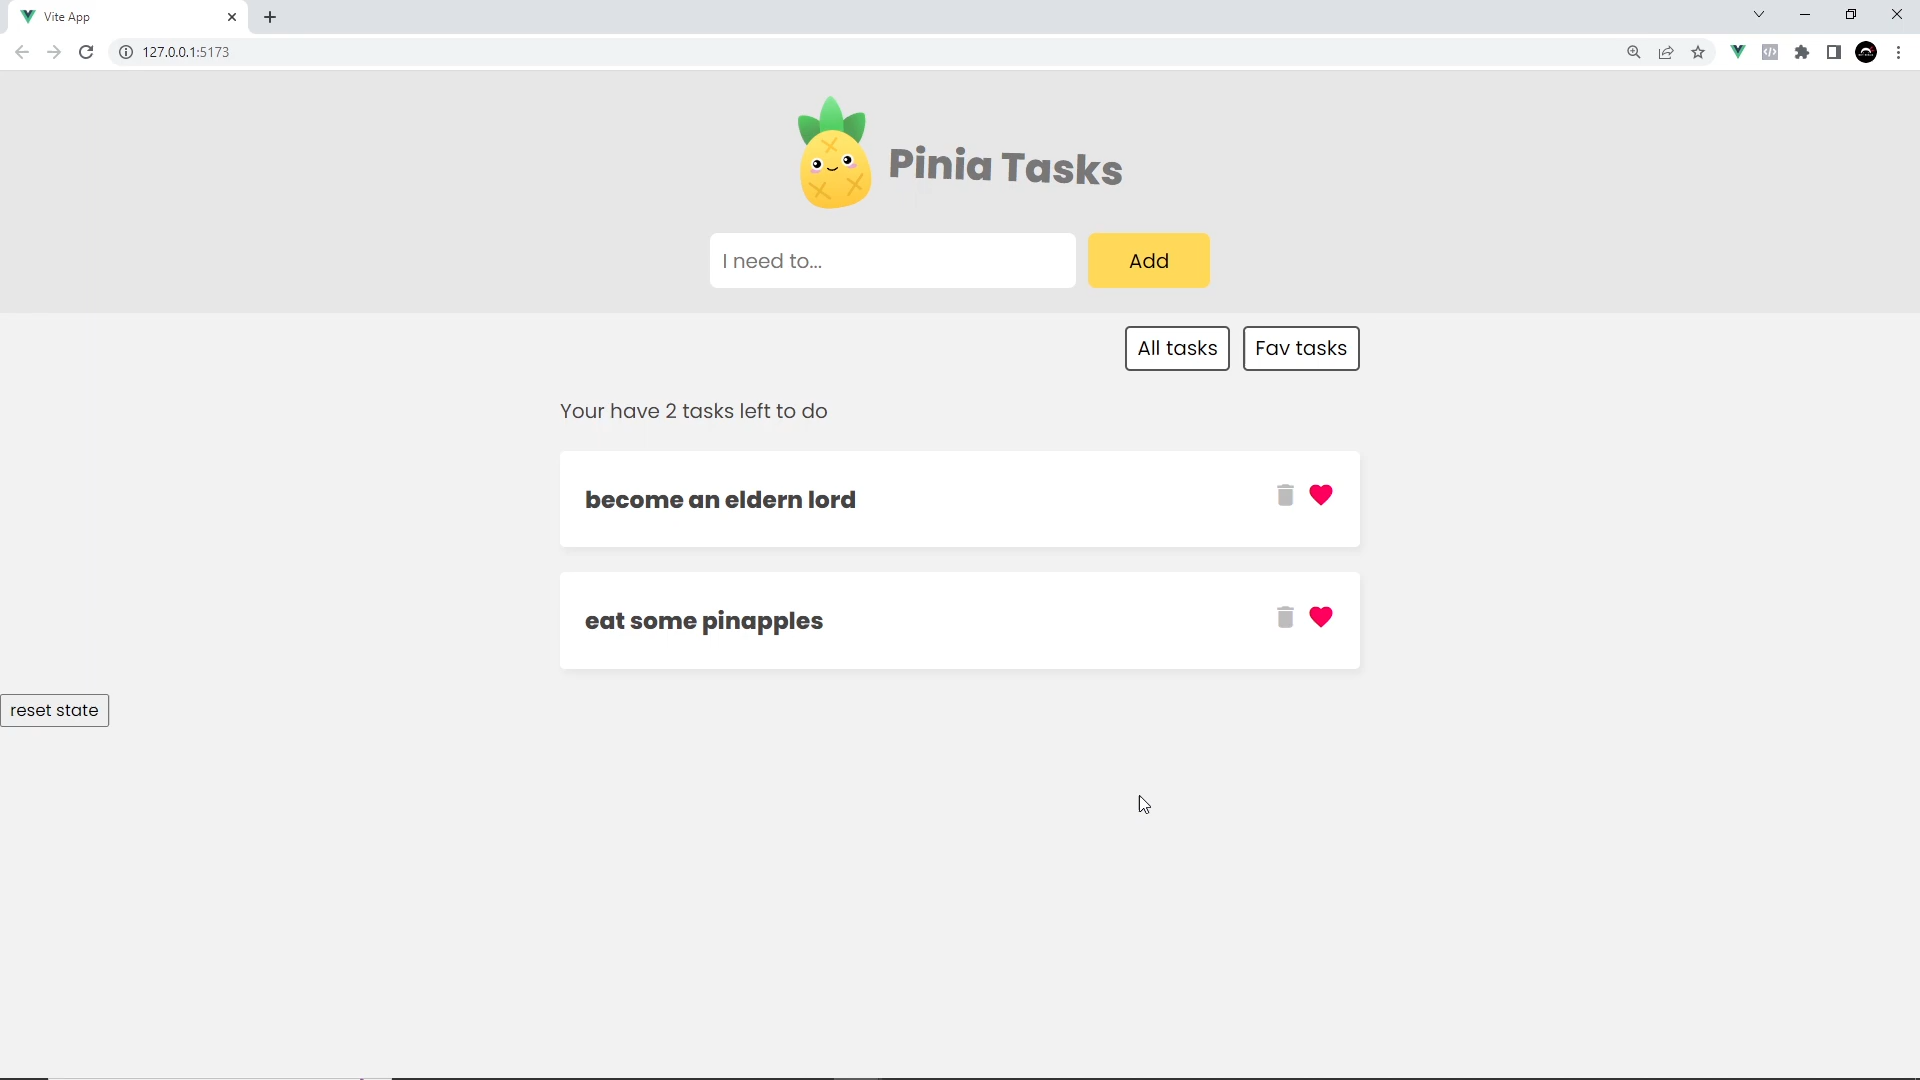 Vite App
127.0.0.1:5173
Pinia Tasks
I need to...
Add
All tasks
Fav tasks
Your have 2 tasks left to do
become an eldern lord
eat some pinapples
reset state